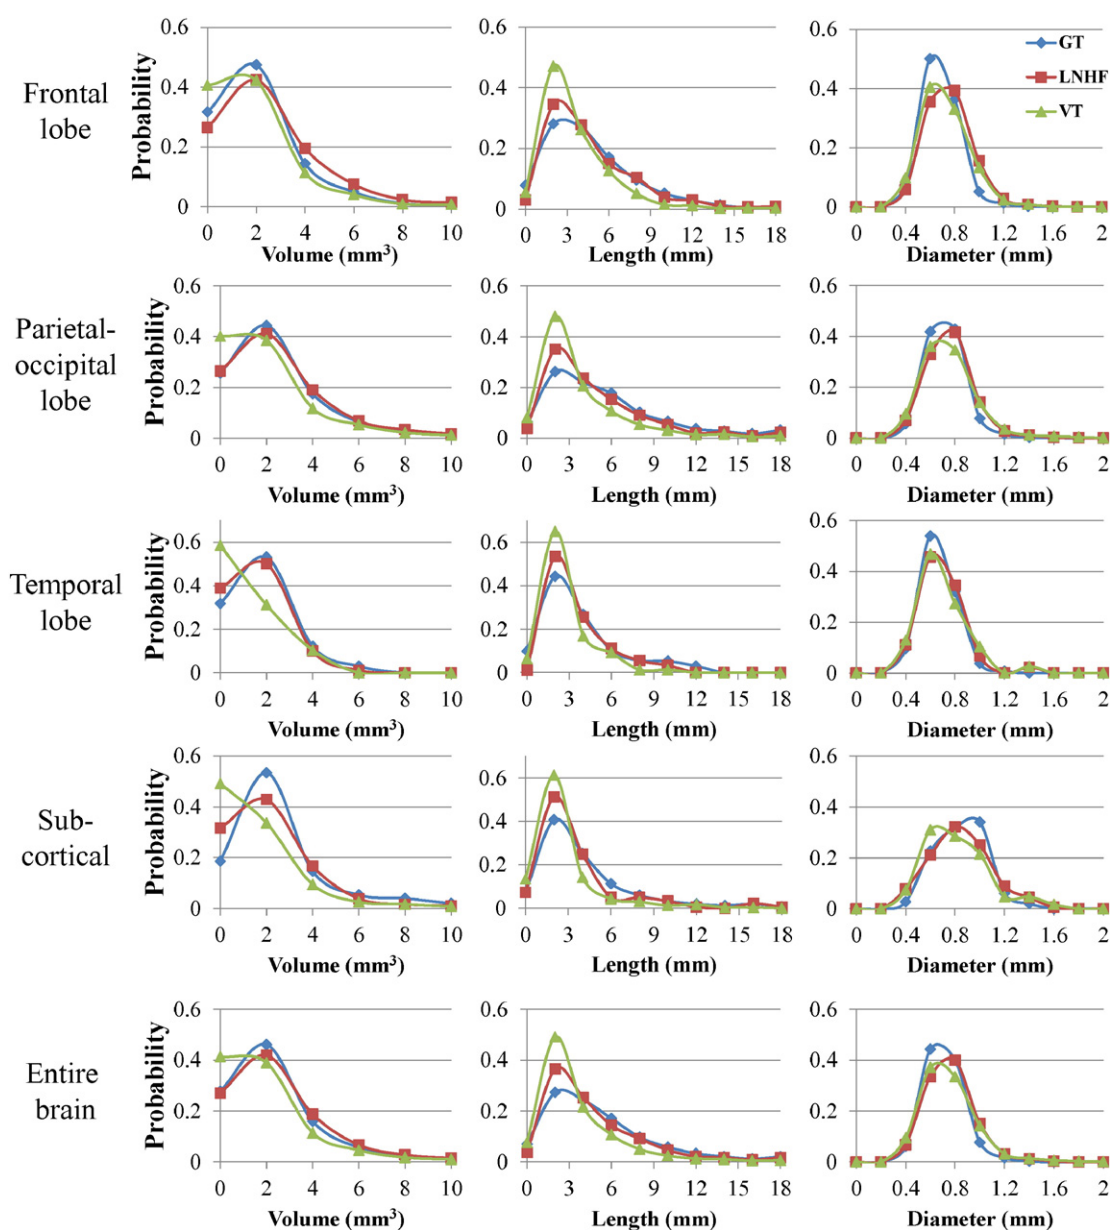 Frontal
lobe
Probability
0.6
0.4
0.2
0
0 2 4 6 8 10
Volume (mm³)
0.6
0.4
0.2
0
0 3 6 9 12 15 18
Length (mm)
0.6
0.4
0.2
0
0 0.4 0.8 1.2 1.6 2
Diameter (mm)
GT
LNHF
VT
Parietal-
occipital
lobe
Probability
0.6
0.4
0.2
0
0 2 4 6 8 10
Volume (mm³)
0.6
0.4
0.2
0
0 3 6 9 12 15 18
Length (mm)
0.6
0.4
0.2
0
0 0.4 0.8 1.2 1.6 2
Diameter (mm)
Temporal
lobe
Probability
0.6
0.4
0.2
0
0 2 4 6 8 10
Volume (mm³)
0.6
0.4
0.2
0
0 3 6 9 12 15 18
Length (mm)
0.6
0.4
0.2
0
0 0.4 0.8 1.2 1.6 2
Diameter (mm)
Sub-
cortical
Probability
0.6
0.4
0.2
0
0 2 4 6 8 10
Volume (mm³)
0.6
0.4
0.2
0
0 3 6 9 12 15 18
Length (mm)
0.6
0.4
0.2
0
0 0.4 0.8 1.2 1.6 2
Diameter (mm)
Entire
brain
Probability
0.6
0.4
0.2
0
0 2 4 6 8 10
Volume (mm³)
0.6
0.4
0.2
0
0 3 6 9 12 15 18
Length (mm)
0.6
0.4
0.2
0
0 0.4 0.8 1.2 1.6 2
Diameter (mm)